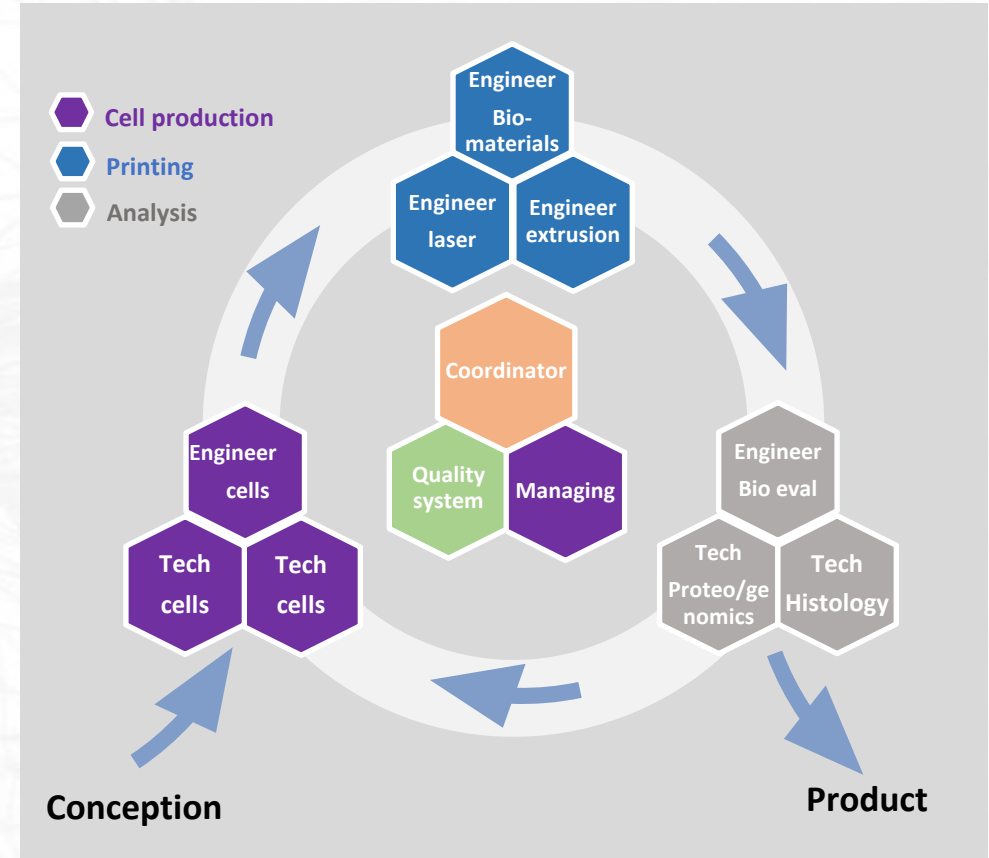 Cell production
Printing
Analysis
Engineer
Bio-
materials
Engineer
laser
Engineer
extrusion
Coordinator
Quality
system
Managing
Engineer
cells
Tech
cells
Tech
cells
Engineer
Bio eval
Tech
Proteo/ge
nomics
Tech
Histology
Conception
Product